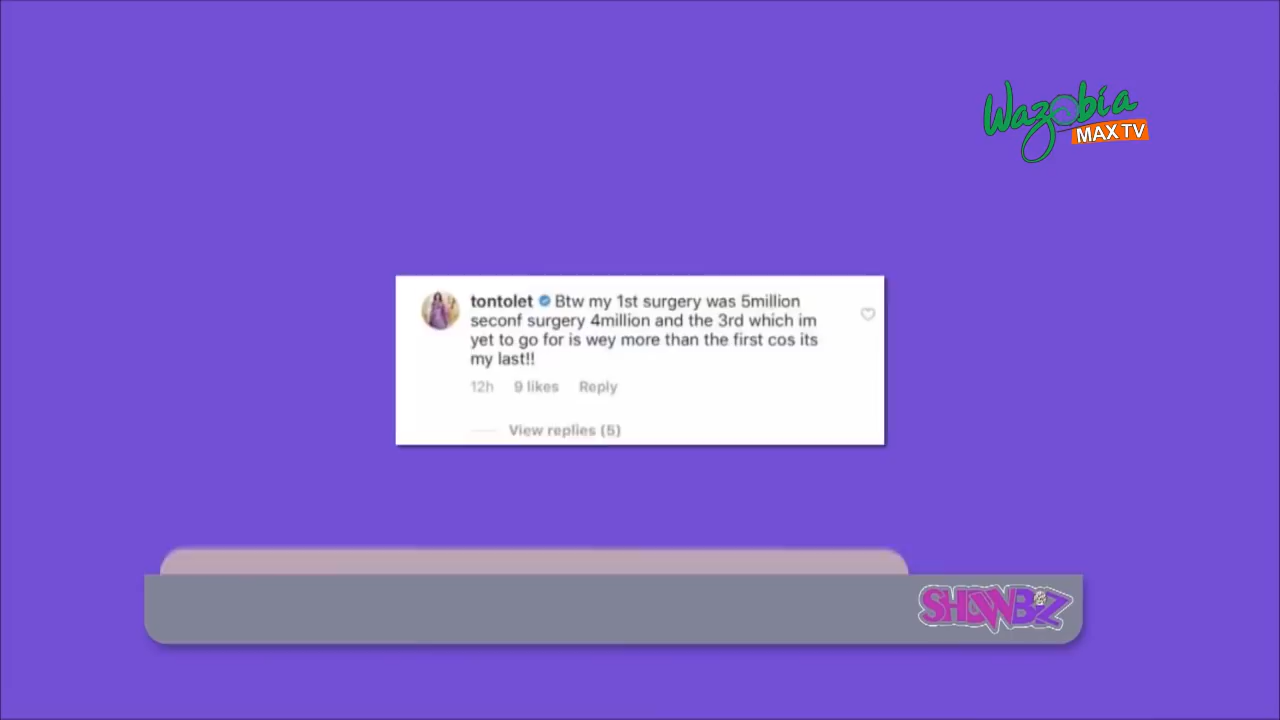 Wazobia
MAX TV
tontolet Btw my 1st surgery was 5million
seconf surgery 4million and the 3rd which im
yet to go for is wey more than the first cos its
my last!!
12h 9 likes Reply
View replies (5)
SHOWBIZ